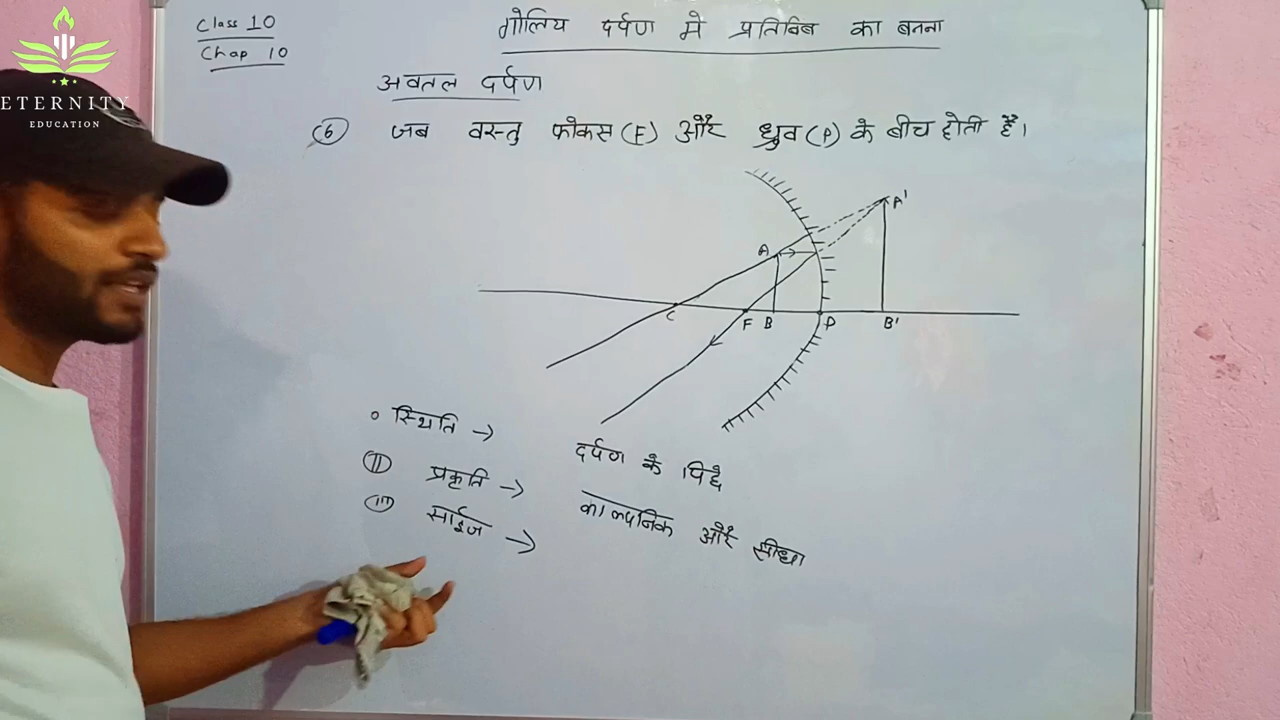 ETERNITY
EDUCATION
Class 10
Chap 10
गोलिय दर्पण मे प्रतिबिंब का बनना
अवतल दर्पण
(6) जब वस्तु फोकस (F) और ध्रुव (P) के बीच होती है।
A A'
C F B P B'
० स्थिति → दर्पण के पिछे
(II) प्रकृति → काल्पनिक और सीधा
(III) साईज →